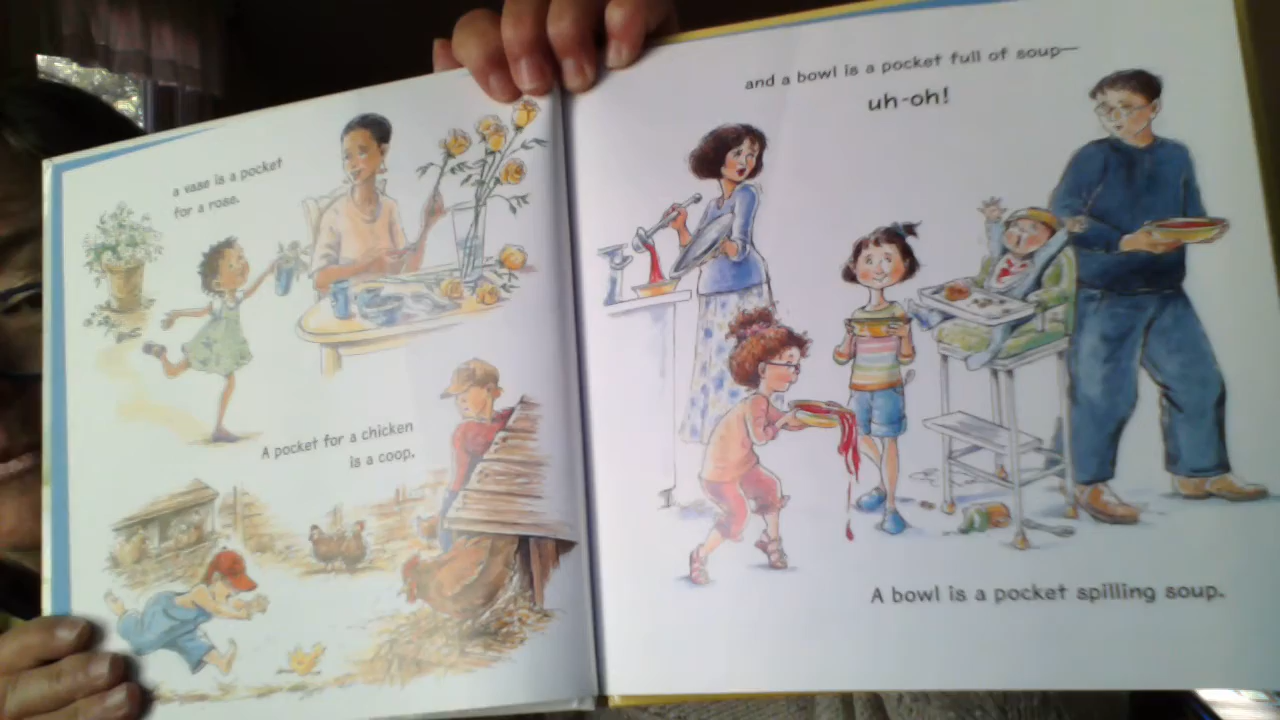 a vase is a pocket
for a rose.
A pocket for a chicken
is a coop,
and a bowl is a pocket full of soup—
uh-oh!
A bowl is a pocket spilling soup.